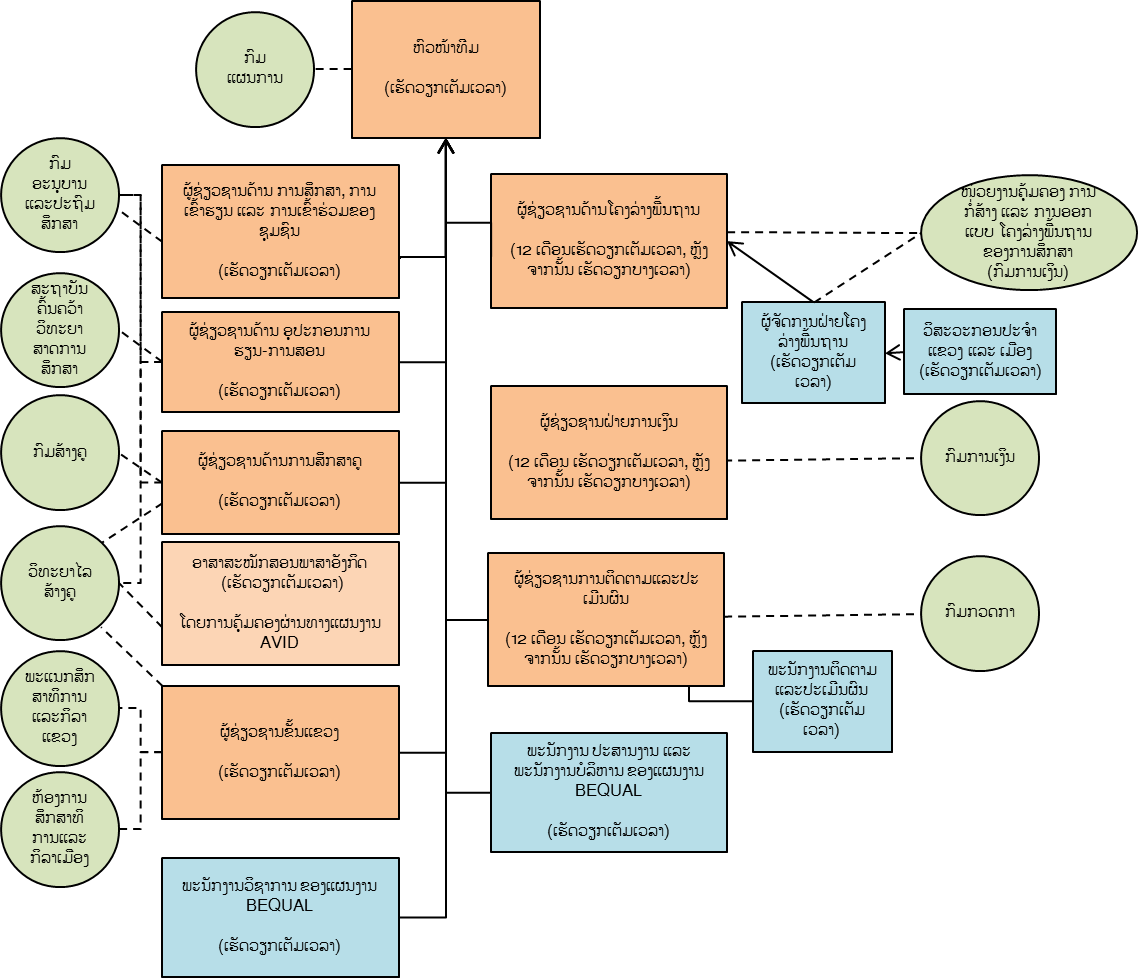 ກົມ
ແຜນການ
ຫົວໜ້າທີມ
(ເຮັດວຽກເຕັມເວລາ)
ກົມ
ອະນຸບານ
ແລະປະຖົມ
ສຶກສາ
ຜູ້ຊ່ຽວຊານດ້ານ ການສຶກສາ, ການ
ເຂົ້າຮຽນ ແລະ ການເຂົ້າຮ່ວມຂອງ
ຊຸມຊົນ
(ເຮັດວຽກເຕັມເວລາ)
ຜູ້ຊ່ຽວຊານດ້ານໂຄງລ່າງພື້ນຖານ
(12 ເດືອນເຮັດວຽກເຕັມເວລາ, ຫຼັງ
ຈາກນັ້ນ ເຮັດວຽກບາງເວລາ)
ໜ່ວຍງານຄຸ້ມຄອງ ການ
ກໍ່ສ້າງ ແລະ ການອອກ
ແບບ ໂຄງລ່າງພື້ນຖານ
ຂອງການສຶກສາ
(ກົມການເງິນ)
ສະຖາບັນ
ຄົ້ນຄວ້າ
ວິທະຍາ
ສາດການ
ສຶກສາ
ຜູ້ຊ່ຽວຊານດ້ານ ອຸປະກອນການ
ຮຽນ-ການສອນ
(ເຮັດວຽກເຕັມເວລາ)
ຜູ້ຈັດການຝ່າຍໂຄງ
ລ່າງພື້ນຖານ
(ເຮັດວຽກເຕັມ
ເວລາ)
ວິສະວະກອນປະຈຳ
ແຂວງ ແລະ ເມືອງ
(ເຮັດວຽກເຕັມເວລາ)
ກົມສ້າງຄູ
ຜູ້ຊ່ຽວຊານດ້ານການສຶກສາຄູ
(ເຮັດວຽກເຕັມເວລາ)
ຜູ້ຊ່ຽວຊານຝ່າຍການເງິນ
(12 ເດືອນ ເຮັດວຽກເຕັມເວລາ, ຫຼັງ
ຈາກນັ້ນ ເຮັດວຽກບາງເວລາ)
ກົມການເງິນ
ວິທະຍາໄລ
ສ້າງຄູ
ອາສາສະໝັກສອນພາສາອັງກິດ
(ເຮັດວຽກເຕັມເວລາ)
ໂດຍການຄຸ້ມຄອງຜ່ານທາງແຜນງານ
AVID
ຜູ້ຊ່ຽວຊານການຕິດຕາມແລະປະ
ເມີນຜົນ
(12 ເດືອນ ເຮັດວຽກເຕັມເວລາ, ຫຼັງ
ຈາກນັ້ນ ເຮັດວຽກບາງເວລາ)
ກົມກວດກາ
ພະແນກສຶກ
ສາທິການ
ແລະກິລາ
ແຂວງ
ຜູ້ຊ່ຽວຊານຂັ້ນແຂວງ
(ເຮັດວຽກເຕັມເວລາ)
ພະນັກງານຕິດຕາມ
ແລະປະເມີນຜົນ
(ເຮັດວຽກເຕັມ
ເວລາ)
ຫ້ອງການ
ສຶກສາທິ
ການແລະ
ກິລາເມືອງ
ພະນັກງານ ປະສານງານ ແລະ
ພະນັກງານບໍລິຫານ ຂອງແຜນງານ
BEQUAL
(ເຮັດວຽກເຕັມເວລາ)
ພະນັກງານວິຊາການ ຂອງແຜນງານ
BEQUAL
(ເຮັດວຽກເຕັມເວລາ)